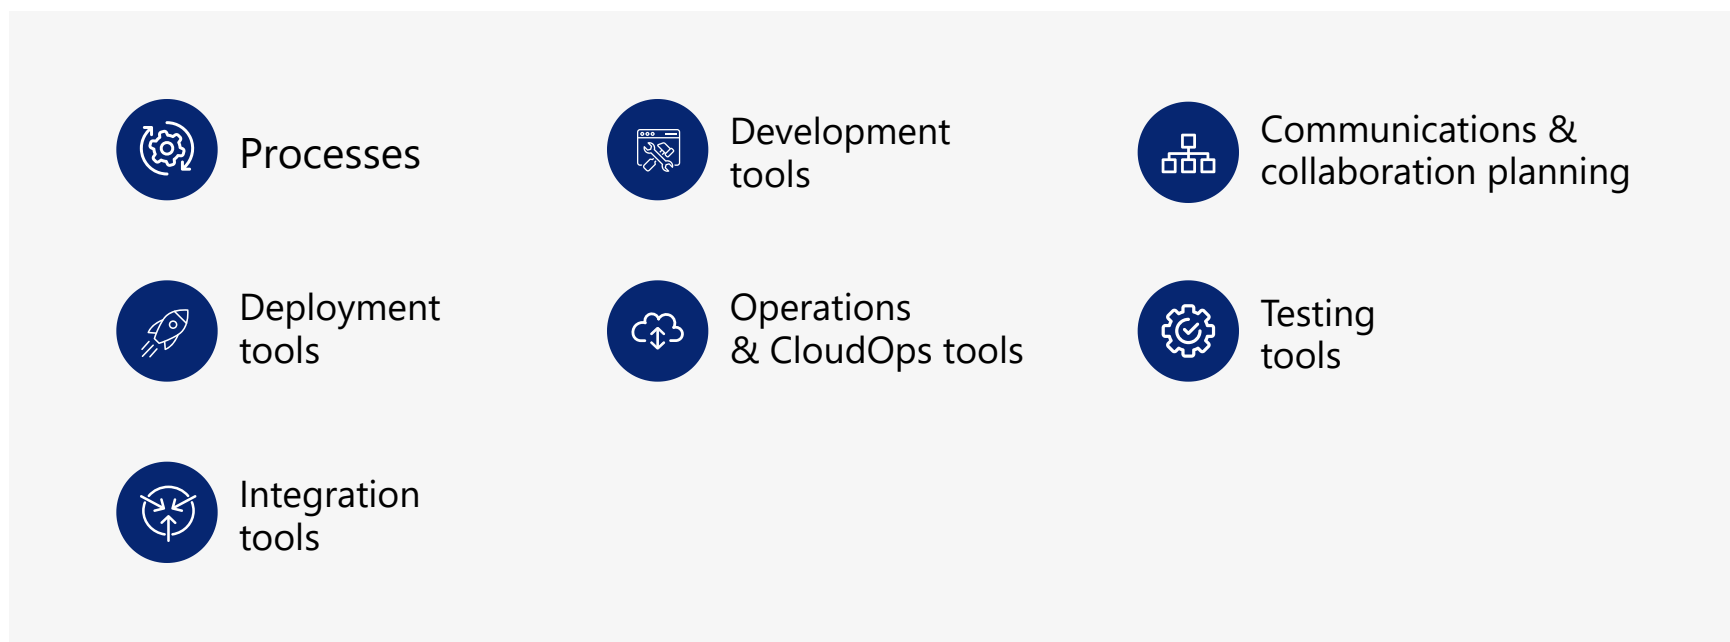 Processes
Development
tools
Communications &
collaboration planning
Deployment
tools
Operations
& CloudOps tools
Testing
tools
Integration
tools